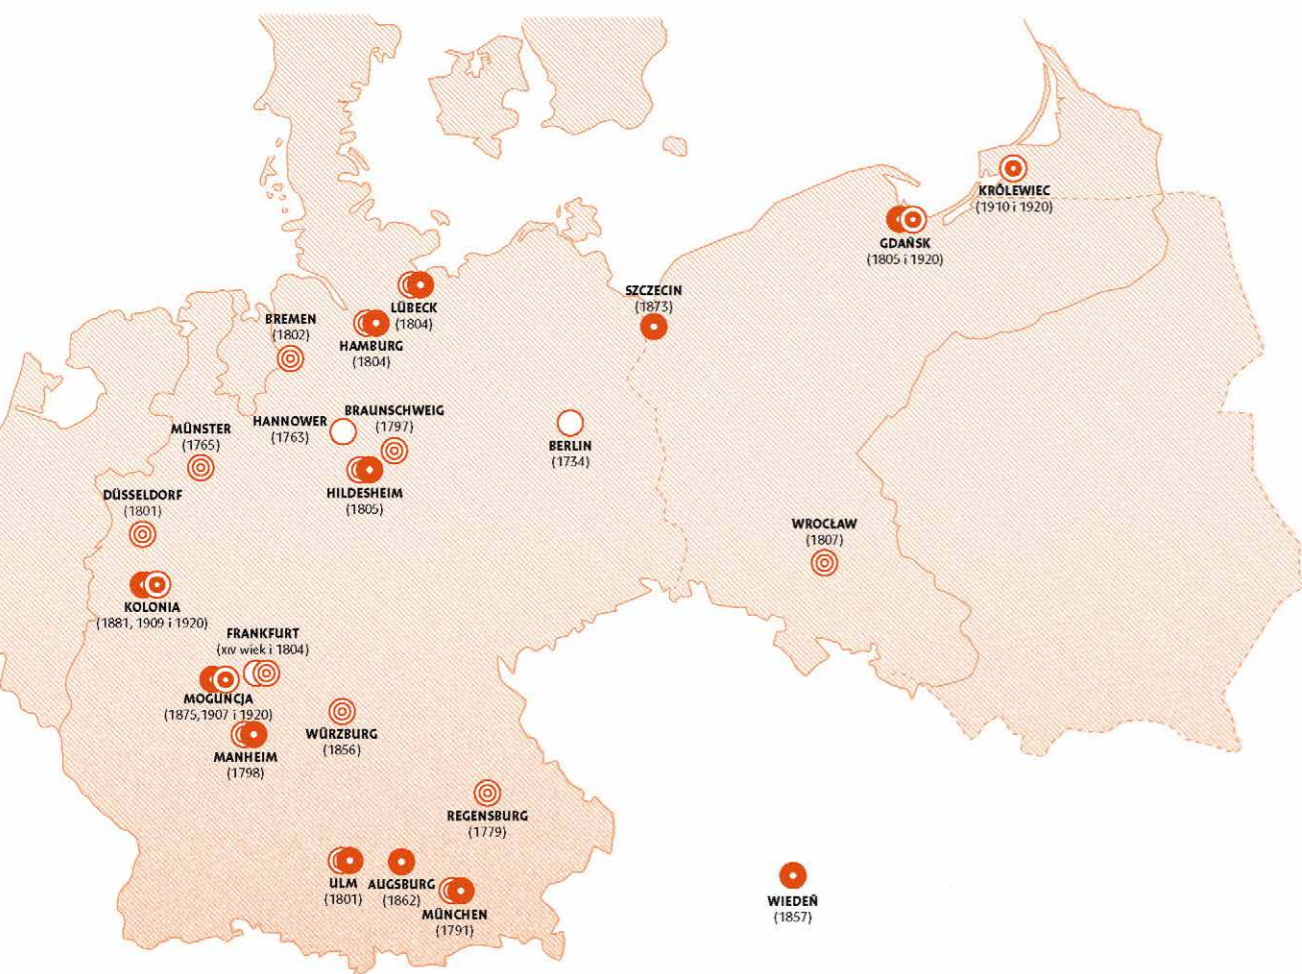 KRÓLEWIEC
(1910 i 1920)
GDAŃSK
(1805 i 1920)
SZCZECIN
(1873)
LÜBECK
(1804)
BREMEN
(1802)
HAMBURG
(1804)
BRAUNSCHWEIG
(1797)
HANNOWER
(1763)
MÜNSTER
(1765)
BERLIN
(1734)
HILDESHEIM
(1805)
DÜSSELDORF
(1801)
WROCŁAW
(1807)
KOLONIA
(1881, 1909 i 1920)
FRANKFURT
(XIV wiek i 1804)
MOGUNCJA
(1875,1907 i 1920)
WÜRZBURG
(1856)
MANHEIM
(1798)
REGENSBURG
(1779)
ULM
(1801)
AUGSBURG
(1862)
MÜNCHEN
(1791)
WIEDEŃ
(1857)